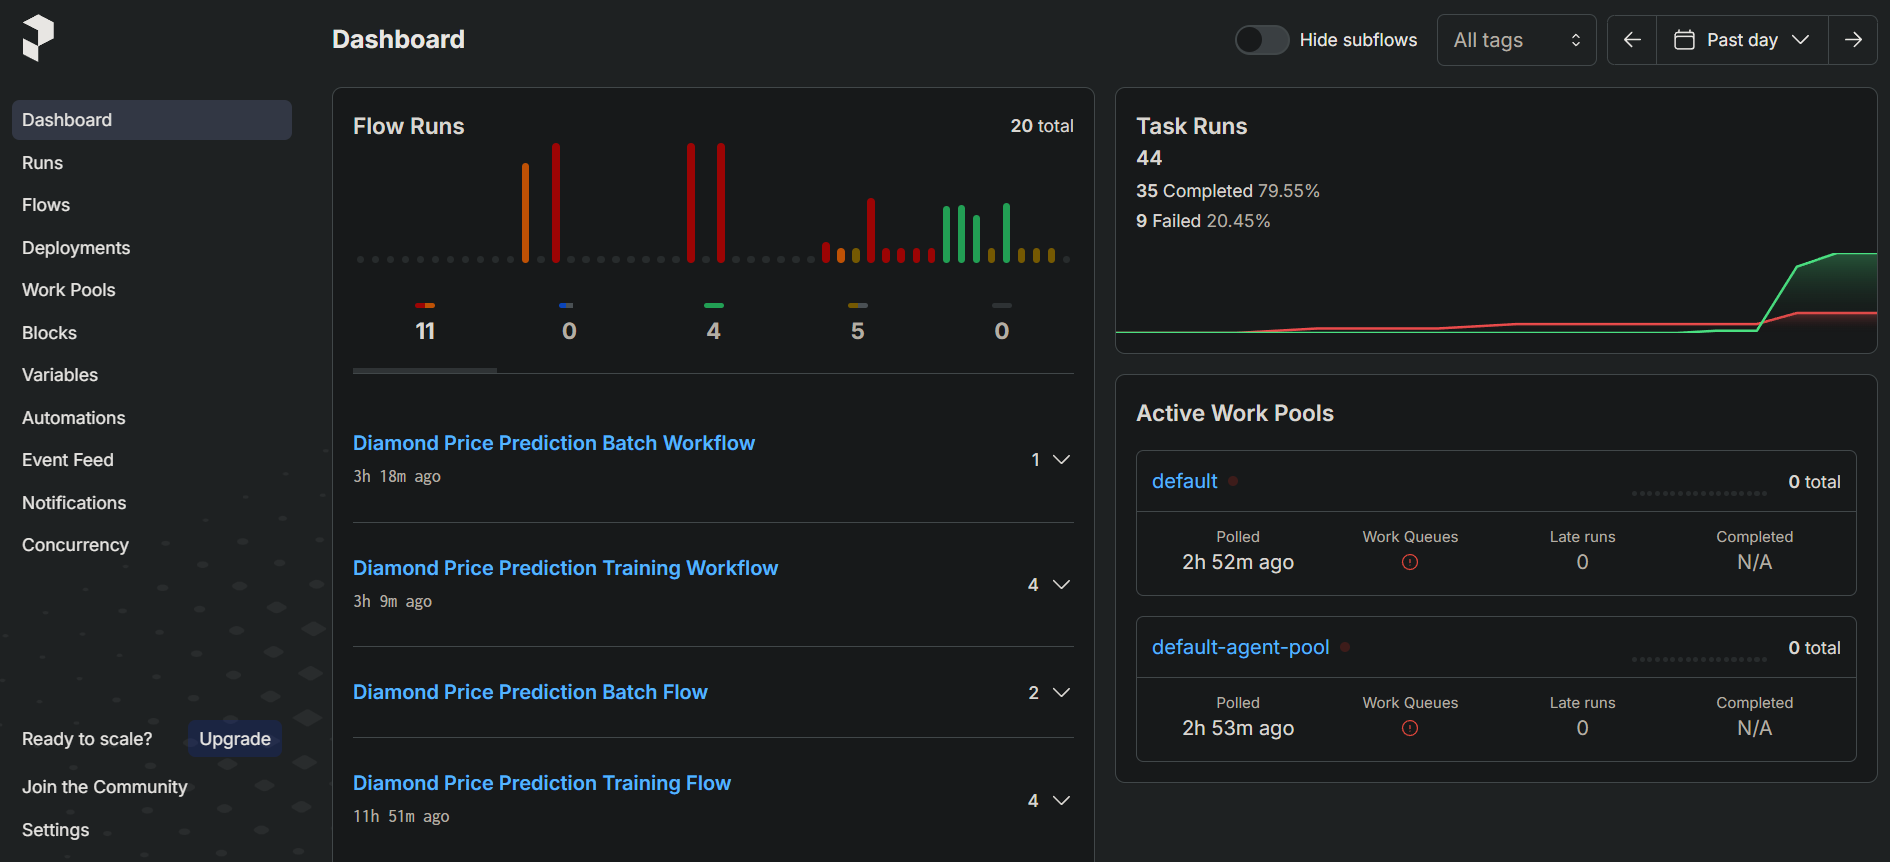 Dashboard
Hide subflows
All tags
Past day
Dashboard
Runs
Flows
Deployments
Work Pools
Blocks
Variables
Automations
Event Feed
Notifications
Concurrency
Ready to scale? Upgrade
Join the Community
Settings
Flow Runs 20 total
11 0 4 5 0
Diamond Price Prediction Batch Workflow 1
3h 18m ago
Diamond Price Prediction Training Workflow 4
3h 9m ago
Diamond Price Prediction Batch Flow 2
Diamond Price Prediction Training Flow 4
11h 51m ago
Task Runs
44
35 Completed 79.55%
9 Failed 20.45%
Active Work Pools
default 0 total
Polled Work Queues Late runs Completed
2h 52m ago 0 N/A
default-agent-pool 0 total
Polled Work Queues Late runs Completed
2h 53m ago 0 N/A